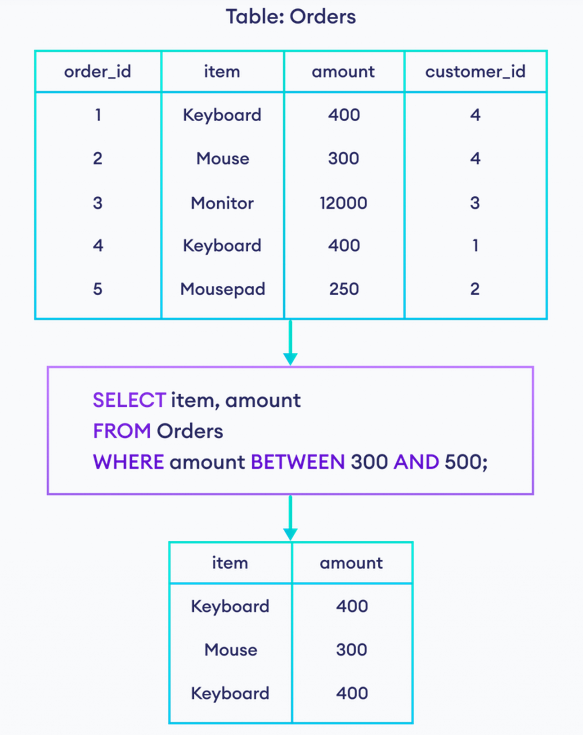 Table: Orders
order_id item amount customer_id
1 Keyboard 400 4
2 Mouse 300 4
3 Monitor 12000 3
4 Keyboard 400 1
5 Mousepad 250 2
SELECT item, amount
FROM Orders
WHERE amount BETWEEN 300 AND 500;
item amount
Keyboard 400
Mouse 300
Keyboard 400